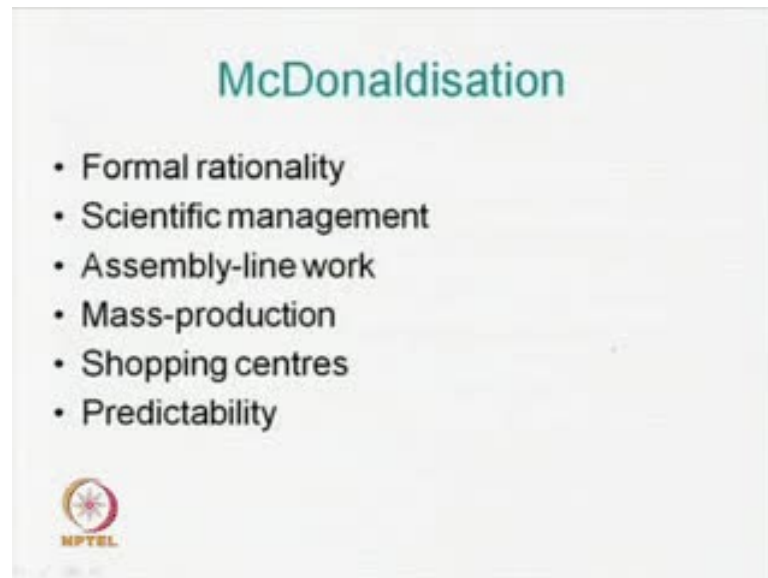 McDonaldisation
• Formal rationality
• Scientific management
• Assembly-line work
• Mass-production
• Shopping centres
• Predictability
NPTEL